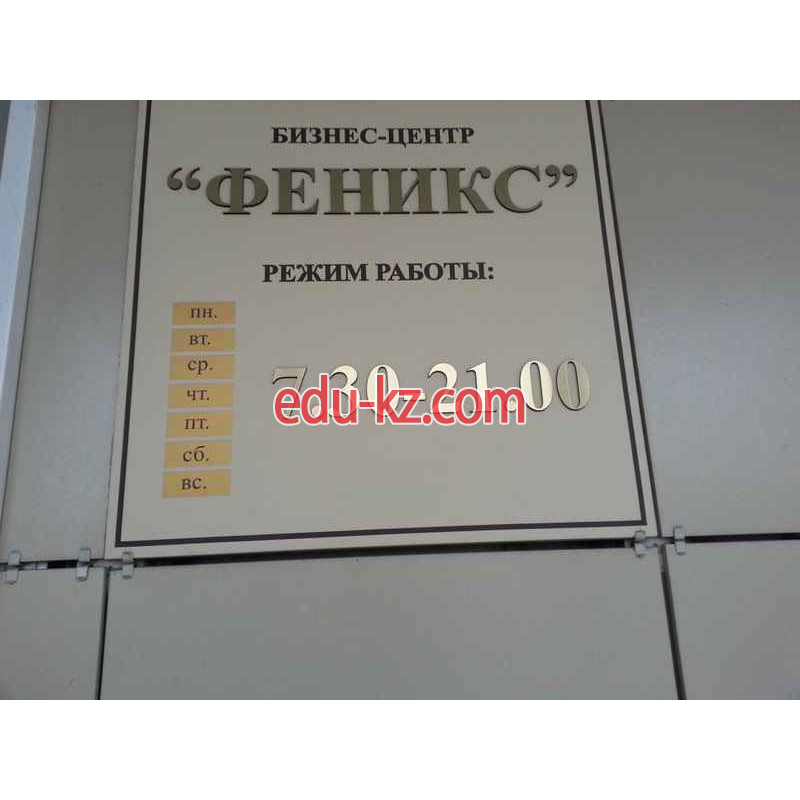 БИЗНЕС-ЦЕНТР
“ФЕНИКС”
РЕЖИМ РАБОТЫ:
пн.
вт.
ср.
чт.
пт.
сб.
вс.
7.30-21.00
edu-kz.com